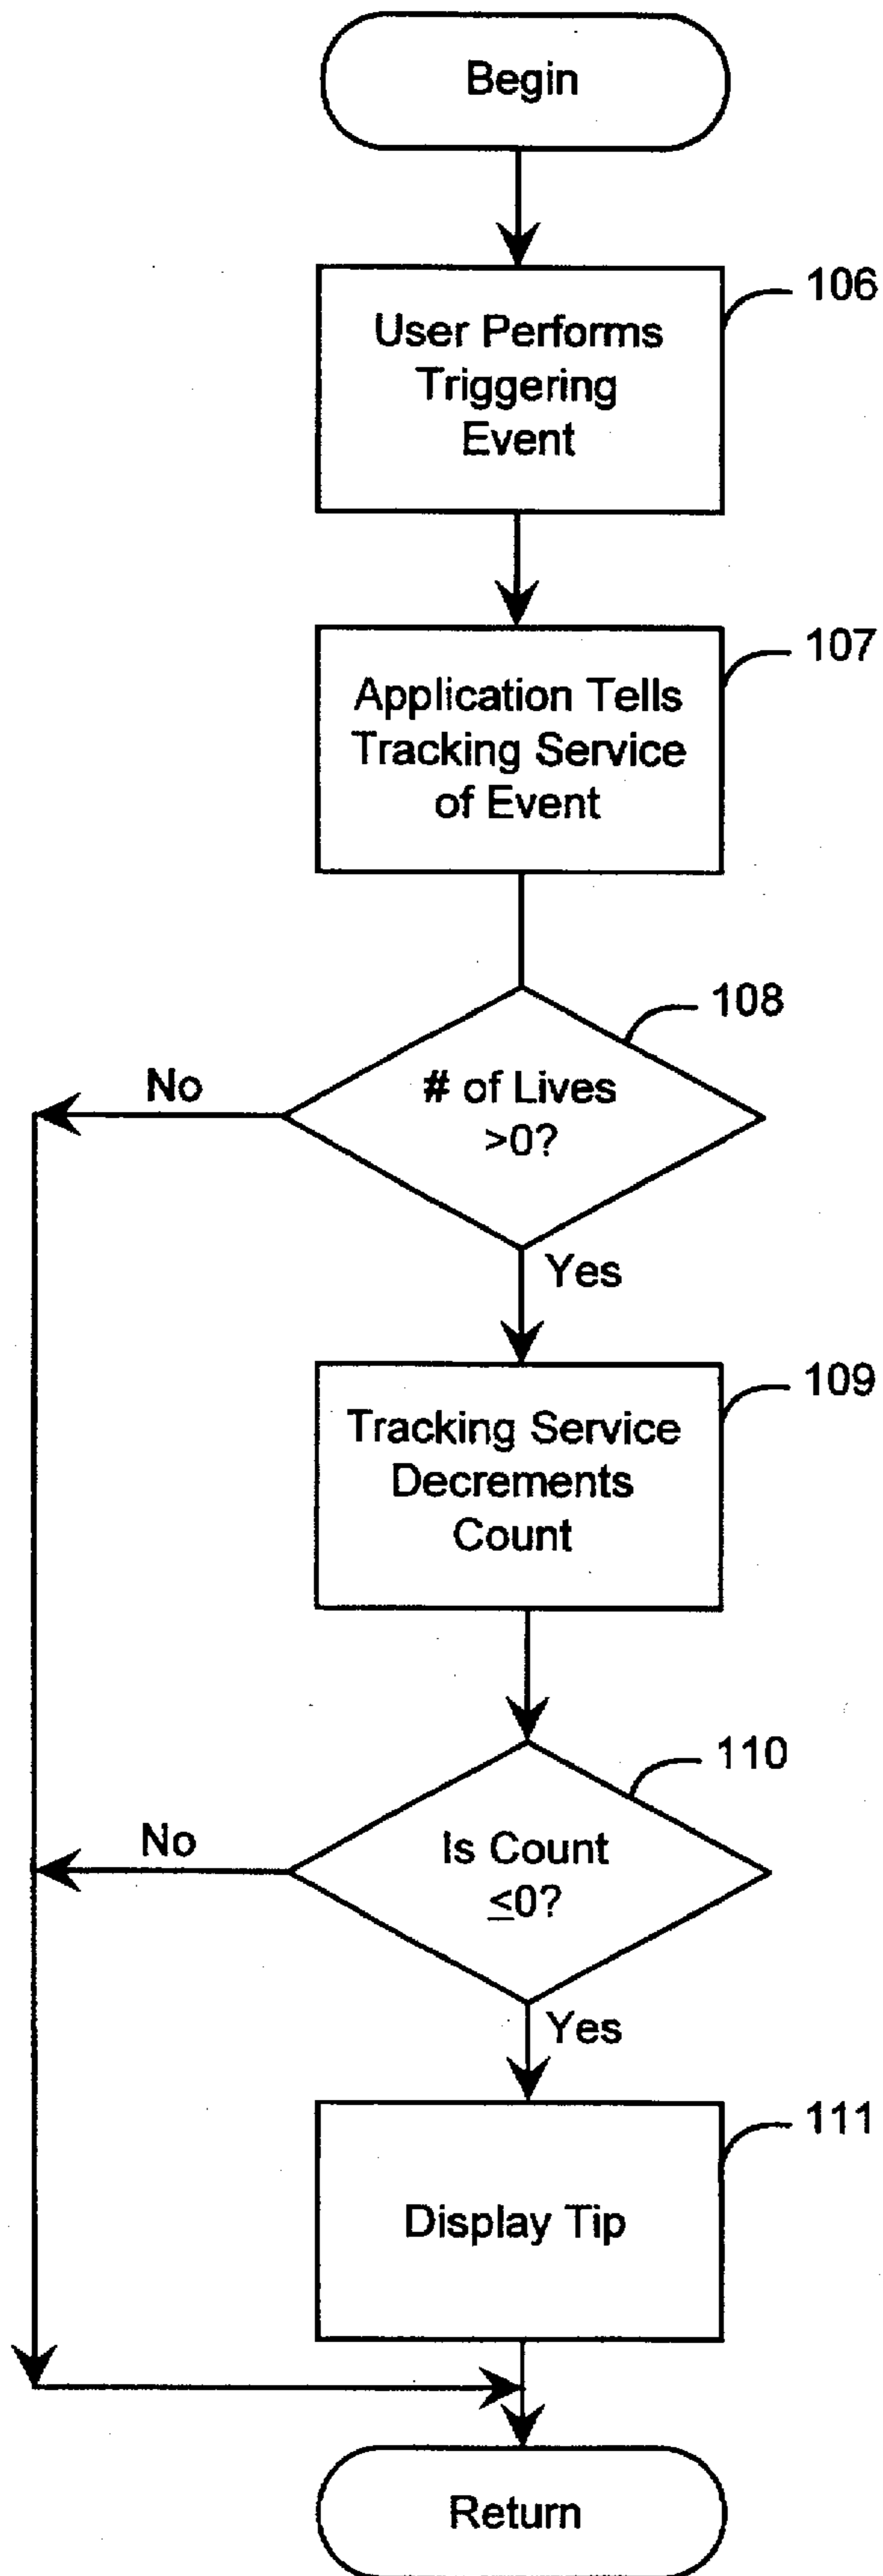 Begin
106
User Performs
Triggering
Event
107
Application Tells
Tracking Service
of Event
108
# of Lives
>0?
No
Yes
109
Tracking Service
Decrements
Count
110
Is Count
≤0?
No
Yes
111
Display Tip
Return